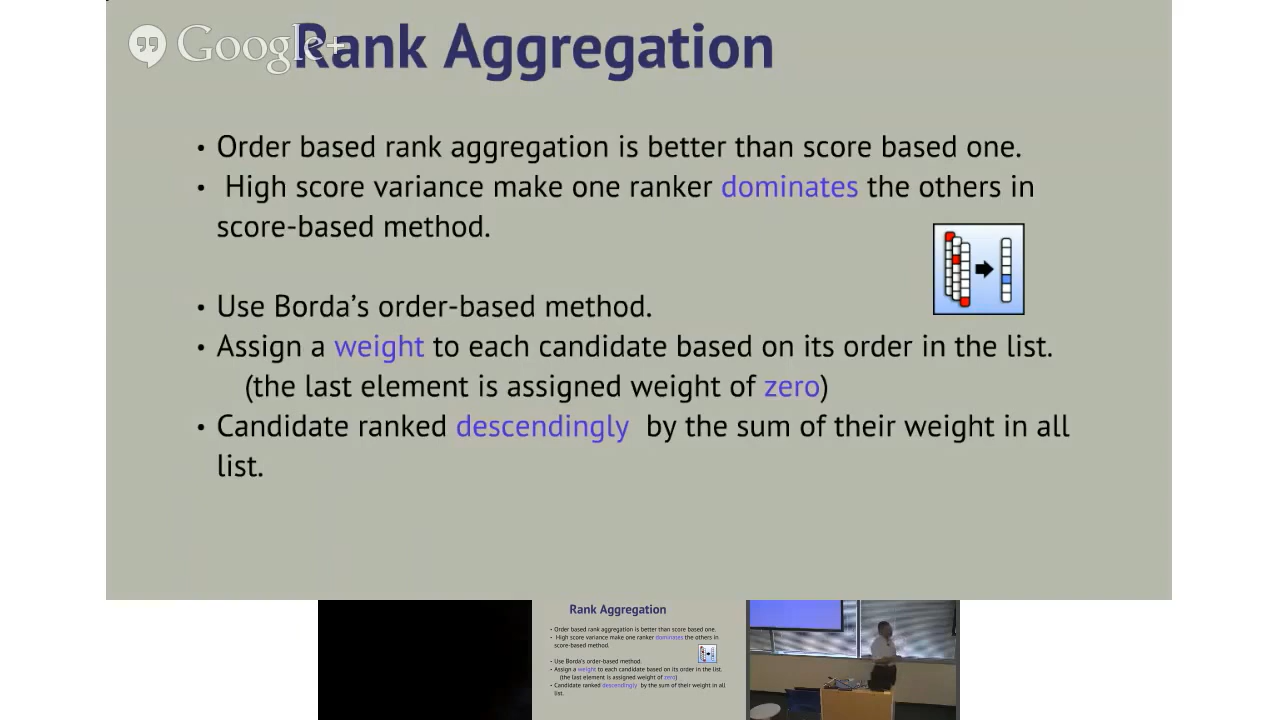 Google+
Rank Aggregation
• Order based rank aggregation is better than score based one.
• High score variance make one ranker dominates the others in
score-based method.
• Use Borda's order-based method.
• Assign a weight to each candidate based on its order in the list.
(the last element is assigned weight of zero)
• Candidate ranked descendingly by the sum of their weight in all
list.
Rank Aggregation
• Order based rank aggregation is better than score based one.
• High score variance make one ranker dominates the others in
score-based method.
• Use Borda's order-based method.
• Assign a weight to each candidate based on its order in the list.
(the last element is assigned weight of zero)
• Candidate ranked descendingly by the sum of their weight in all
list.